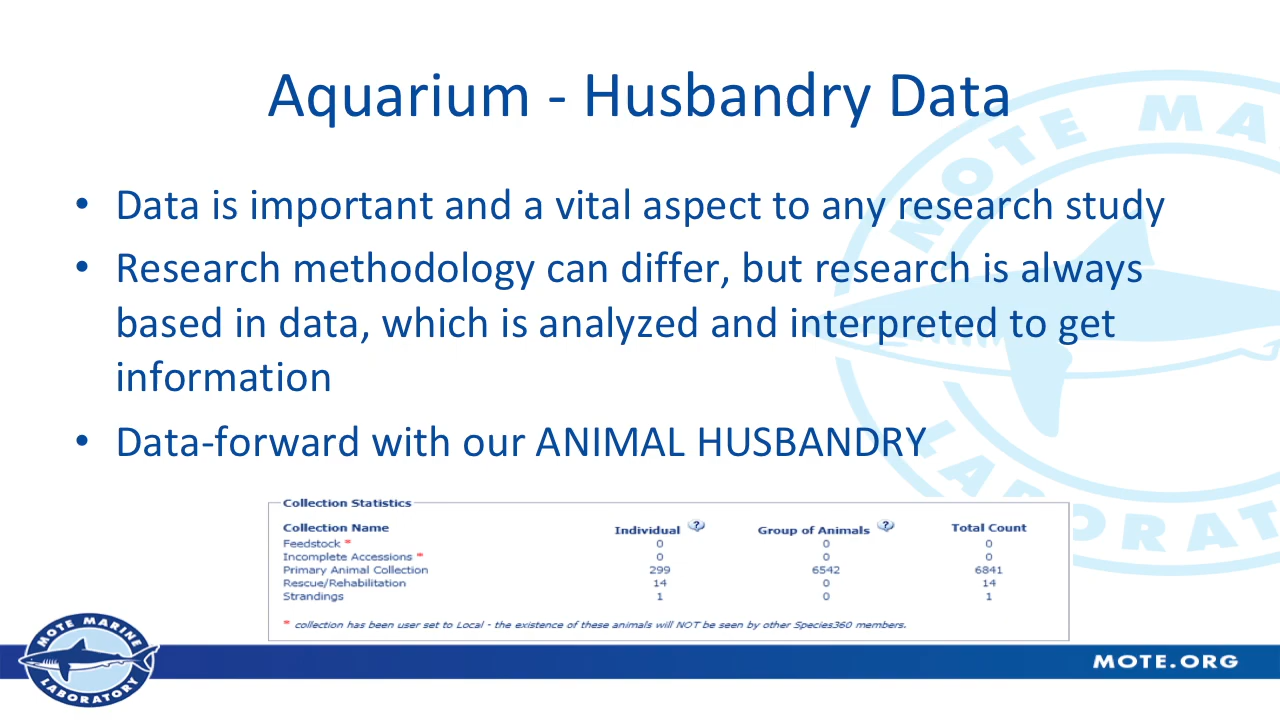 Aquarium - Husbandry Data
• Data is important and a vital aspect to any research study
• Research methodology can differ, but research is always
based in data, which is analyzed and interpreted to get
information
• Data-forward with our ANIMAL HUSBANDRY
Collection Statistics
Collection Name Individual ? Group of Animals ? Total Count
Feedstock * 0 0 0
Incomplete Accessions * 0 0 0
Primary Animal Collection 299 6542 6841
Rescue/Rehabilitation 14 0 14
Strandings 1 0 1
* collection has been user set to Local - the existence of these animals will NOT be seen by other Species360 members.
MOTE MARINE
LABORATORY
MOTE.ORG
MOTE MA
LABORAT